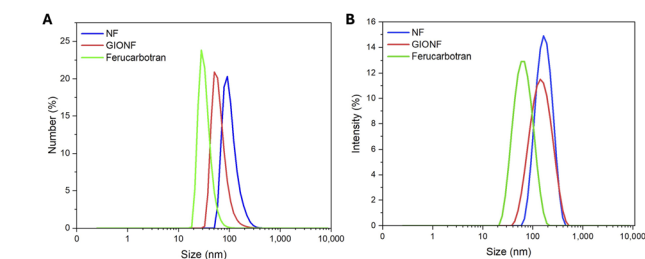 A
NF
GIONF
Ferucarbotran
Number (%)
25
20
15
10
5
0
0 1 10 100 1,000 10,000
Size (nm)
B
NF
GIONF
Ferucarbotran
Intensity (%)
16
14
12
10
8
6
4
2
0
0 1 10 100 1,000 10,000
Size (nm)